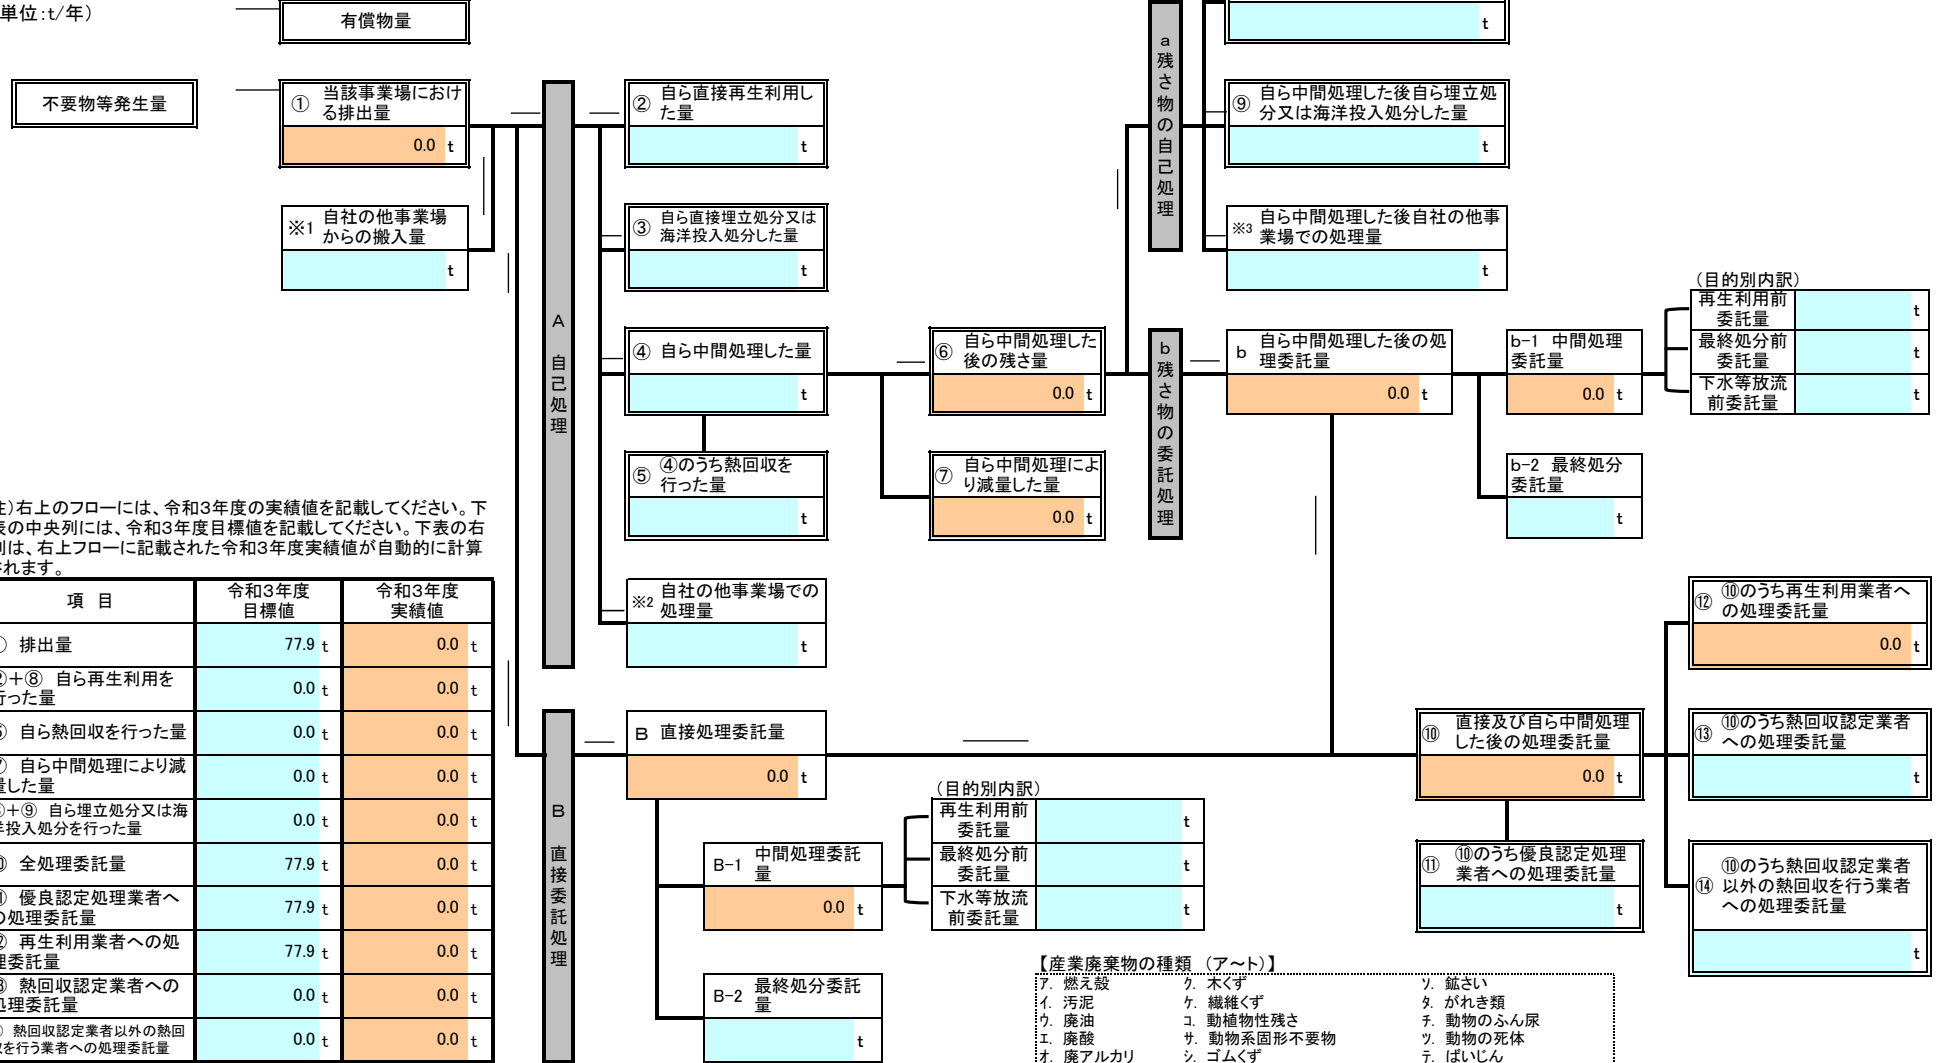 単位:t/年）
有償物量
t
不要物等発生量
① 当該事業場におけ
る排出量
0.0 t
※1 自社の他事業場
からの搬入量
t
A 自己処理
② 自ら直接再生利用し
た量
t
③ 自ら直接埋立処分又は
海洋投入処分した量
t
④ 自ら中間処理した量
t
⑤ ④のうち熱回収を
行った量
t
※2 自社の他事業場での
処理量
t
⑥ 自ら中間処理した
後の残さ量
0.0 t
⑦ 自ら中間処理によ
り減量した量
0.0 t
a 残さ物の自己処理
⑨ 自ら中間処理した後自ら埋立処
分又は海洋投入処分した量
t
※3 自ら中間処理した後自社の他事
業場での処理量
t
b 残さ物の委託処理
b 自ら中間処理した後の処
理委託量
0.0 t
b-1 中間処理
委託量
0.0 t
b-2 最終処分
委託量
t
（目的別内訳）
再生利用前
委託量
t
最終処分前
委託量
t
下水等放流
前委託量
t
注）右上のフローには、令和3年度の実績値を記載してください。下
表の中央列には、令和3年度目標値を記載してください。下表の右
列は、右上フローに記載された令和3年度実績値が自動的に計算
されます。
項 目
令和3年度
目標値
令和3年度
実績値
① 排出量 77.9 t 0.0 t
②+⑧ 自ら再生利用を
行った量 0.0 t 0.0 t
⑤ 自ら熱回収を行った量 0.0 t 0.0 t
⑦ 自ら中間処理により減
量した量 0.0 t 0.0 t
③+⑨ 自ら埋立処分又は海
洋投入処分を行った量 0.0 t 0.0 t
⑩ 全処理委託量 77.9 t 0.0 t
⑪ 優良認定処理業者へ
の処理委託量 77.9 t 0.0 t
⑫ 再生利用業者への処
理委託量 77.9 t 0.0 t
⑬ 熱回収認定業者への
処理委託量 0.0 t 0.0 t
⑭ 熱回収認定業者以外の熱回
収を行う業者への処理委託量 0.0 t 0.0 t
B 直接委託処理
B 直接処理委託量
0.0 t
B-1 中間処理委託
量
0.0 t
B-2 最終処分委託
量
t
（目的別内訳）
再生利用前
委託量
t
最終処分前
委託量
t
下水等放流
前委託量
t
⑩ 直接及び自ら中間処理
した後の処理委託量
0.0 t
⑪ ⑩のうち優良認定処理
業者への処理委託量
t
⑫ ⑩のうち再生利用業者へ
の処理委託量
0.0 t
⑬ ⑩のうち熱回収認定業者
への処理委託量
t
⑭ ⑩のうち熱回収認定業者
以外の熱回収を行う業者
への処理委託量
t
【産業廃棄物の種類 （ア～ト）】
ｱ. 燃え殻 ｸ. 木くず ｿ. 鉱さい
ｲ. 汚泥 ｹ. 繊維くず ﾀ. がれき類
ｳ. 廃油 ｺ. 動植物性残さ ﾁ. 動物のふん尿
ｴ. 廃酸 ｻ. 動物系固形不要物 ﾂ. 動物の死体
ｵ. 廃アルカリ ｼ. ゴムくず ﾃ. ばいじん